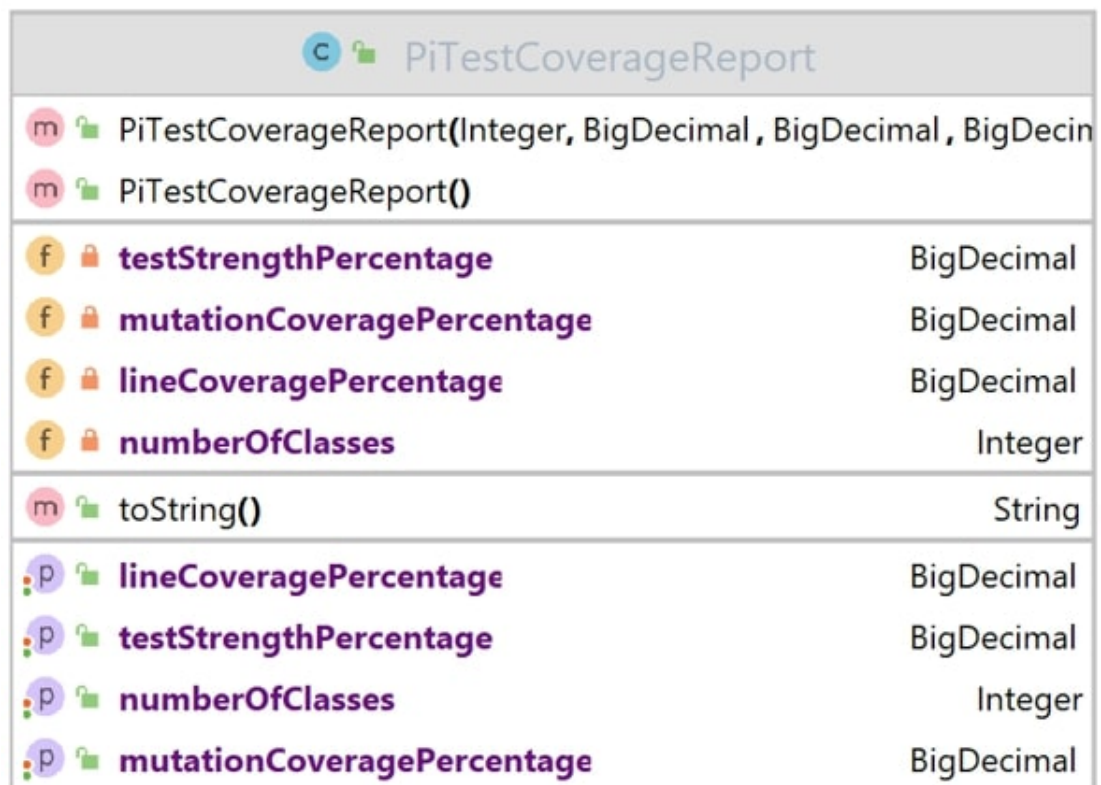 C PiTestCoverageReport
m PiTestCoverageReport(Integer, BigDecimal, BigDecimal, BigDecim
m PiTestCoverageReport()
f testStrengthPercentage BigDecimal
f mutationCoveragePercentage BigDecimal
f lineCoveragePercentage BigDecimal
f numberOfClasses Integer
m toString() String
p lineCoveragePercentage BigDecimal
p testStrengthPercentage BigDecimal
p numberOfClasses Integer
p mutationCoveragePercentage BigDecimal